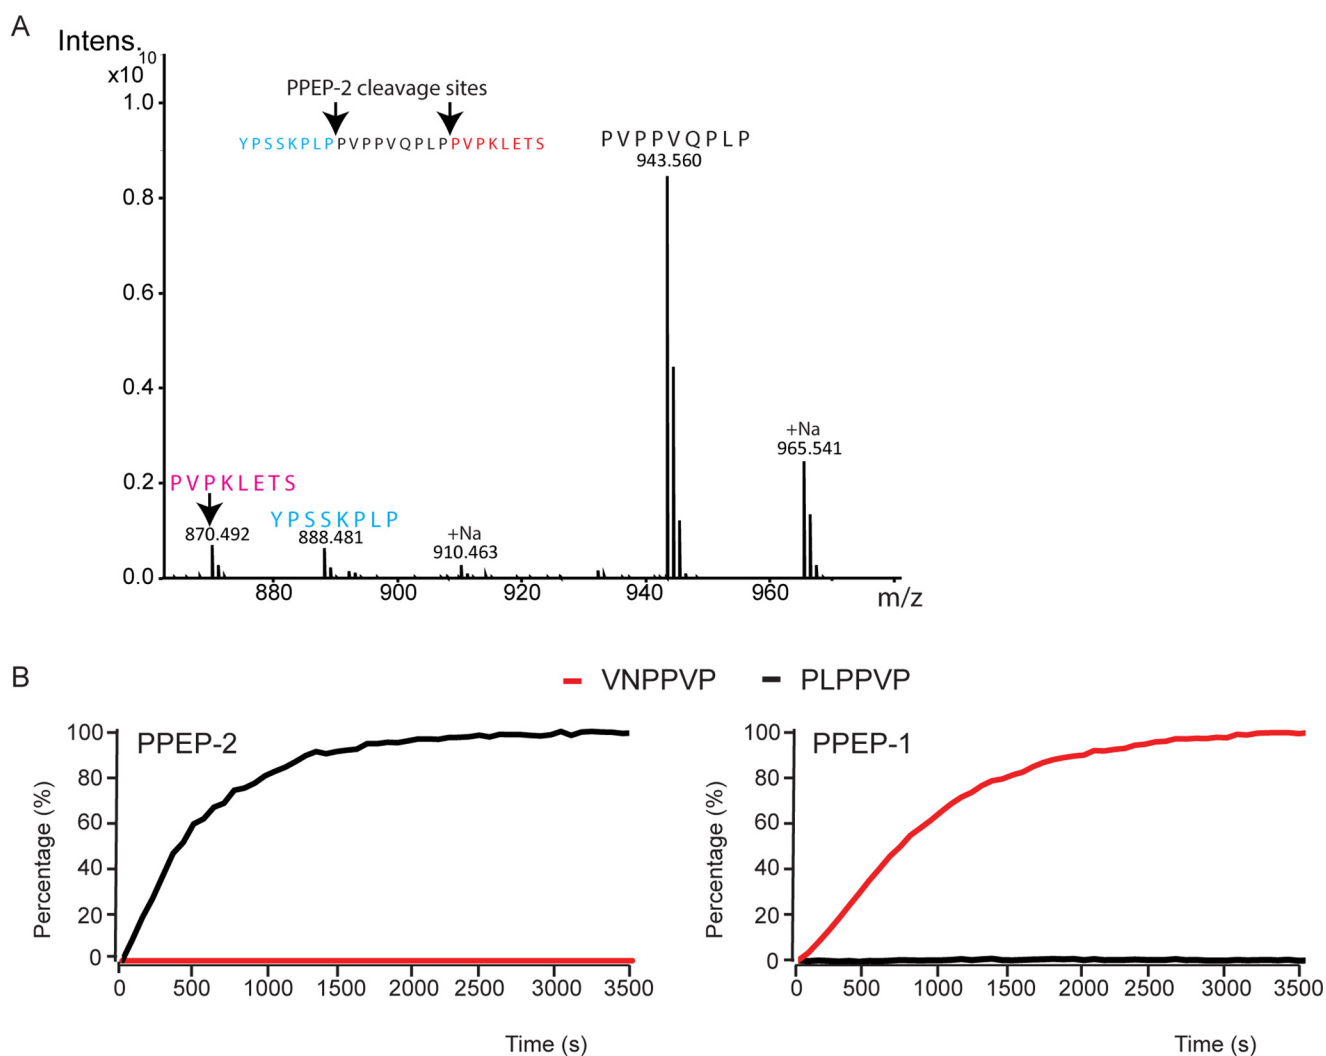 A
Intens.
x10^10
PPEP-2 cleavage sites
YPSSKPLPPVPPVQPLPPVPKLETS
1.0
0.8
0.6
0.4
0.2
0.0
PVPPVQPLP
943.560
+Na
965.541
PVPKLETS
870.492
YPSSKPLP
888.481
+Na
910.463
880
900
920
940
960
m/z
B
VNPPVP
PLPPVP
PPEP-2
Percentage (%)
100
80
60
40
20
0
0 500 1000 1500 2000 2500 3000 3500
Time (s)
PPEP-1
Percentage (%)
100
80
60
40
20
0
0 500 1000 1500 2000 2500 3000 3500
Time (s)